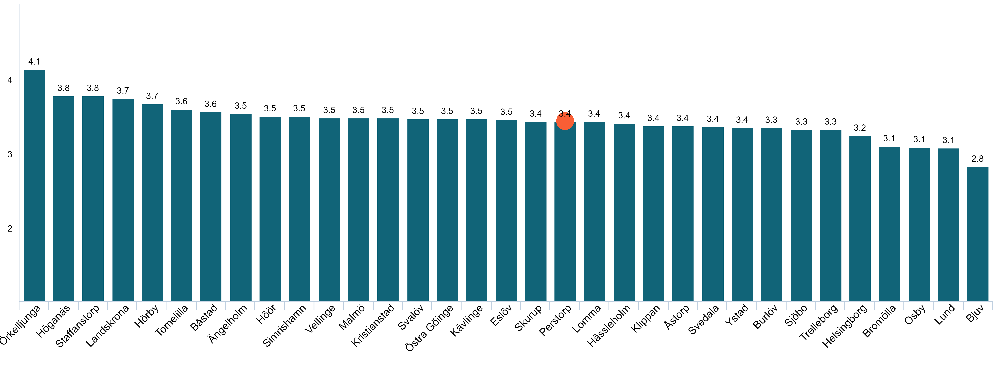 4.1
3.8
3.8
3.7
3.7
3.6
3.6
3.5
3.5
3.5
3.5
3.5
3.5
3.5
3.5
3.5
3.5
3.4
3.4
3.4
3.4
3.4
3.4
3.4
3.4
3.3
3.3
3.3
3.2
3.1
3.1
3.1
2.8
4
3
2
Örkelljunga
Höganäs
Staffanstorp
Landskrona
Hörby
Tomelilla
Båstad
Ängelholm
Höör
Simrishamn
Vellinge
Malmö
Kristianstad
Svalöv
Östra Göinge
Kävlinge
Eslöv
Skurup
Perstorp
Lomma
Hässleholm
Klippan
Åstorp
Svedala
Ystad
Burlöv
Sjöbo
Trelleborg
Helsingborg
Bromölla
Osby
Lund
Bjuv